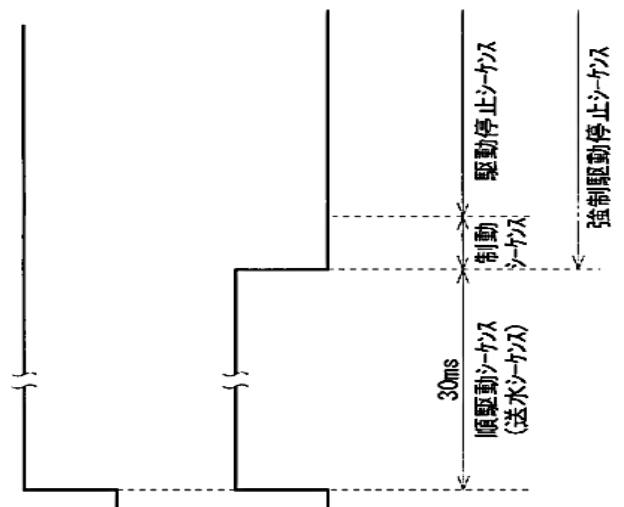 30ms
順駆動シーケンス
(送水シーケンス)
制動
シーケンス
駆動停止シーケンス
強制駆動停止シーケンス